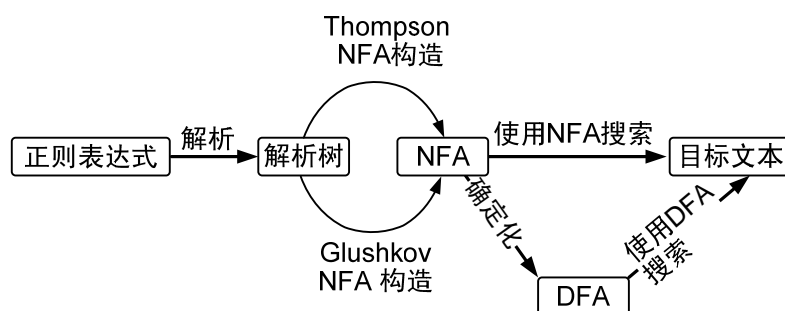 Thompson
NFA构造
正则表达式
解析
解析树
NFA
使用NFA搜索
目标文本
确定化
使用DFA
搜索
Glushkov
NFA 构造
DFA